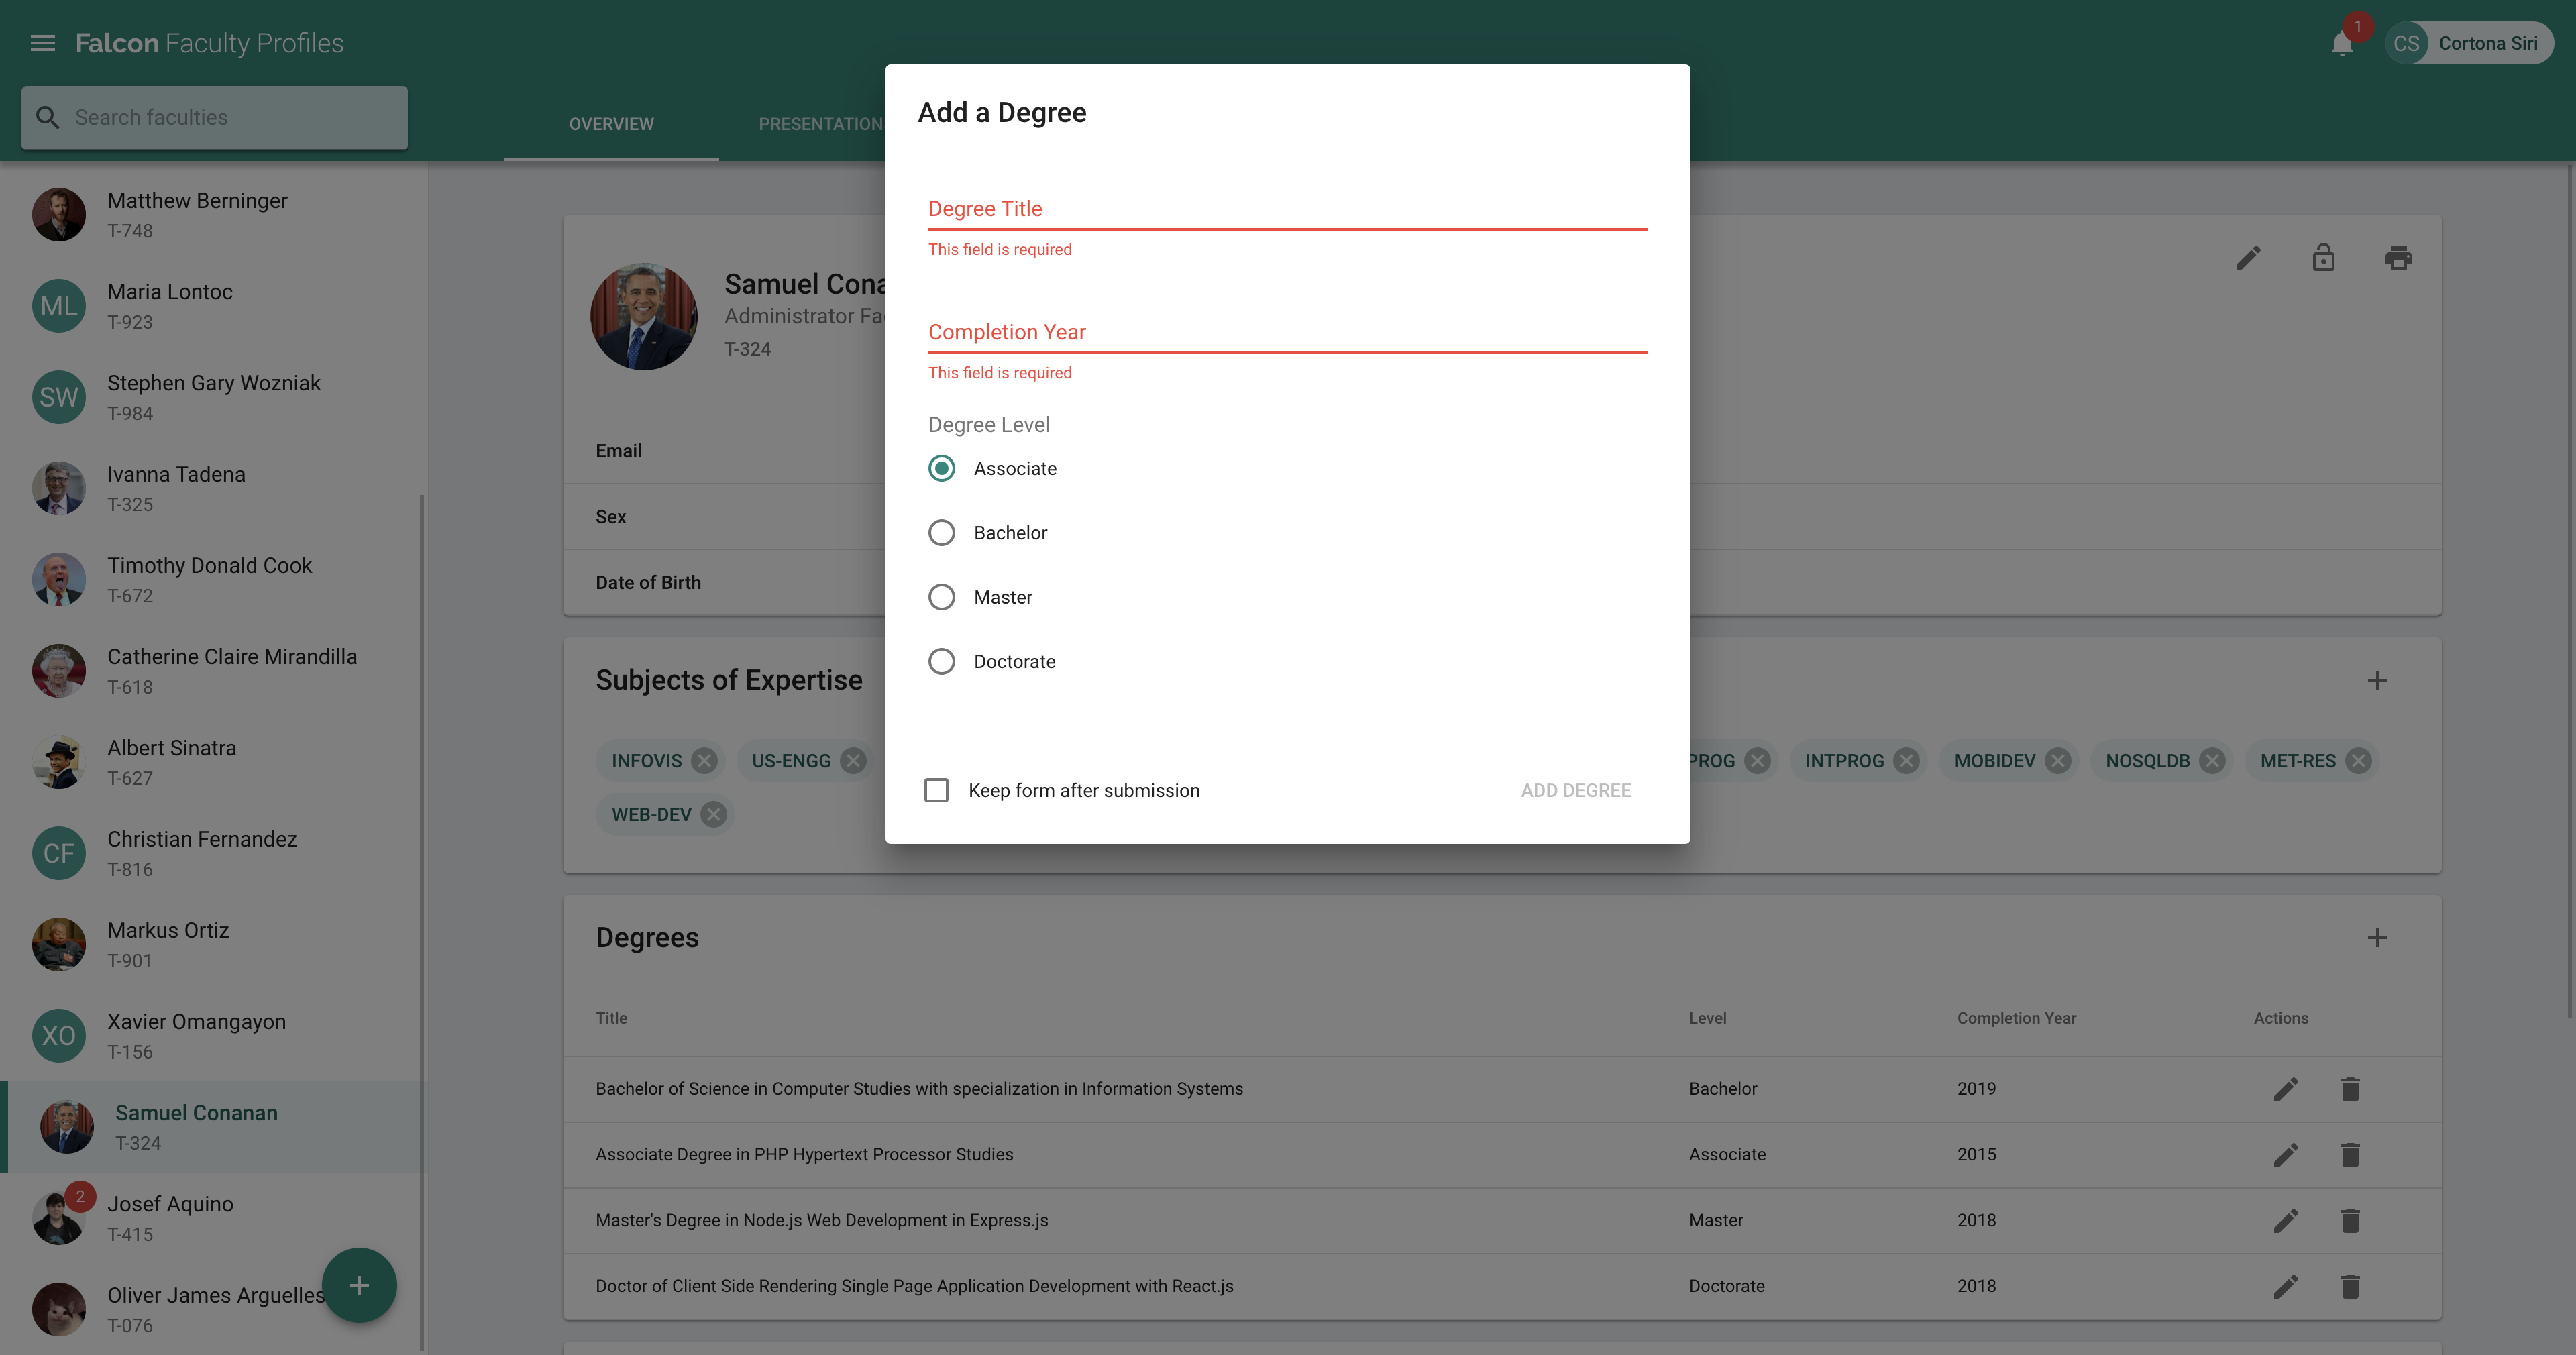 Falcon Faculty Profiles
1
CS Cortona Siri
Search faculties
OVERVIEW
PRESENTATIONS
Matthew Berninger
T-748
ML
Maria Lontoc
T-923
SW
Stephen Gary Wozniak
T-984
Ivanna Tadena
T-325
Timothy Donald Cook
T-672
Catherine Claire Mirandilla
T-618
Albert Sinatra
T-627
CF
Christian Fernandez
T-816
Markus Ortiz
T-901
XO
Xavier Omangayon
T-156
Samuel Conanan
T-324
2
Josef Aquino
T-415
Oliver James Arguelles
T-076
Samuel Cona
Administrator Fa
T-324
Email
Sex
Date of Birth
Subjects of Expertise
INFOVIS
US-ENGG
PROG
INTPROG
MOBIDEV
NOSQLDB
MET-RES
WEB-DEV
Degrees
Title Level Completion Year Actions
Bachelor of Science in Computer Studies with specialization in Information Systems Bachelor 2019
Associate Degree in PHP Hypertext Processor Studies Associate 2015
Master's Degree in Node.js Web Development in Express.js Master 2018
Doctor of Client Side Rendering Single Page Application Development with React.js Doctorate 2018
Add a Degree
Degree Title
This field is required
Completion Year
This field is required
Degree Level
Associate
Bachelor
Master
Doctorate
Keep form after submission
ADD DEGREE